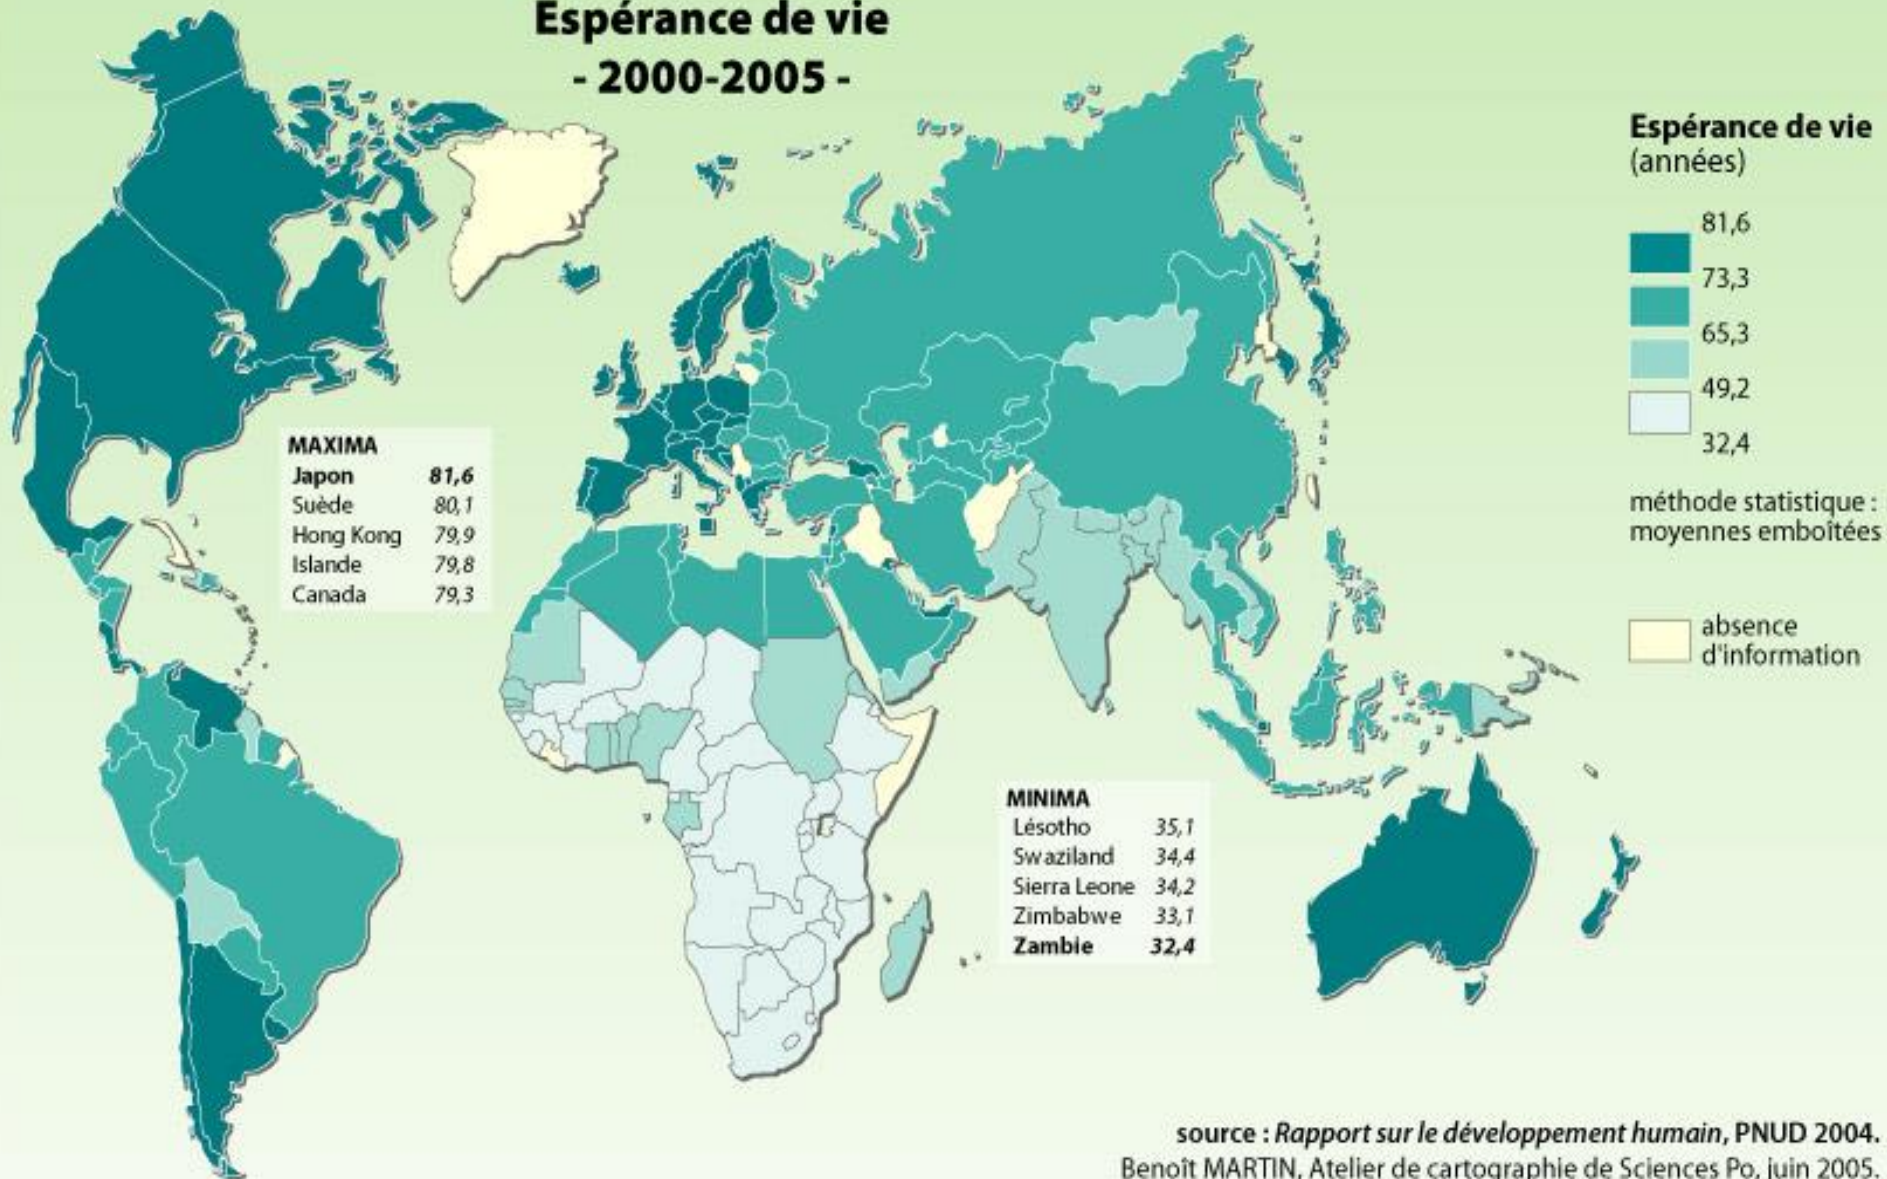 Espérance de vie
- 2000-2005 -
Espérance de vie
(années)
81,6
73,3
65,3
49,2
32,4
méthode statistique :
moyennes emboîtées
absence
d'information
MAXIMA
Japon 81,6
Suède 80,1
Hong Kong 79,9
Islande 79,8
Canada 79,3
MINIMA
Lésotho 35,1
Swaziland 34,4
Sierra Leone 34,2
Zimbabwe 33,1
Zambie 32,4
source : Rapport sur le développement humain, PNUD 2004.
Benoît MARTIN, Atelier de cartographie de Sciences Po, juin 2005.